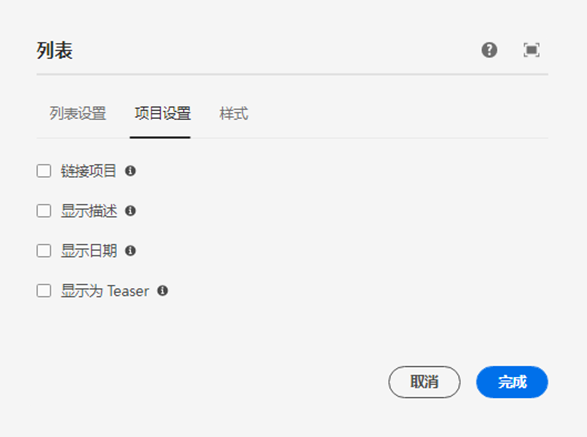 列表
列表设置 项目设置 样式
链接项目
显示描述
显示日期
显示为 Teaser
取消 完成